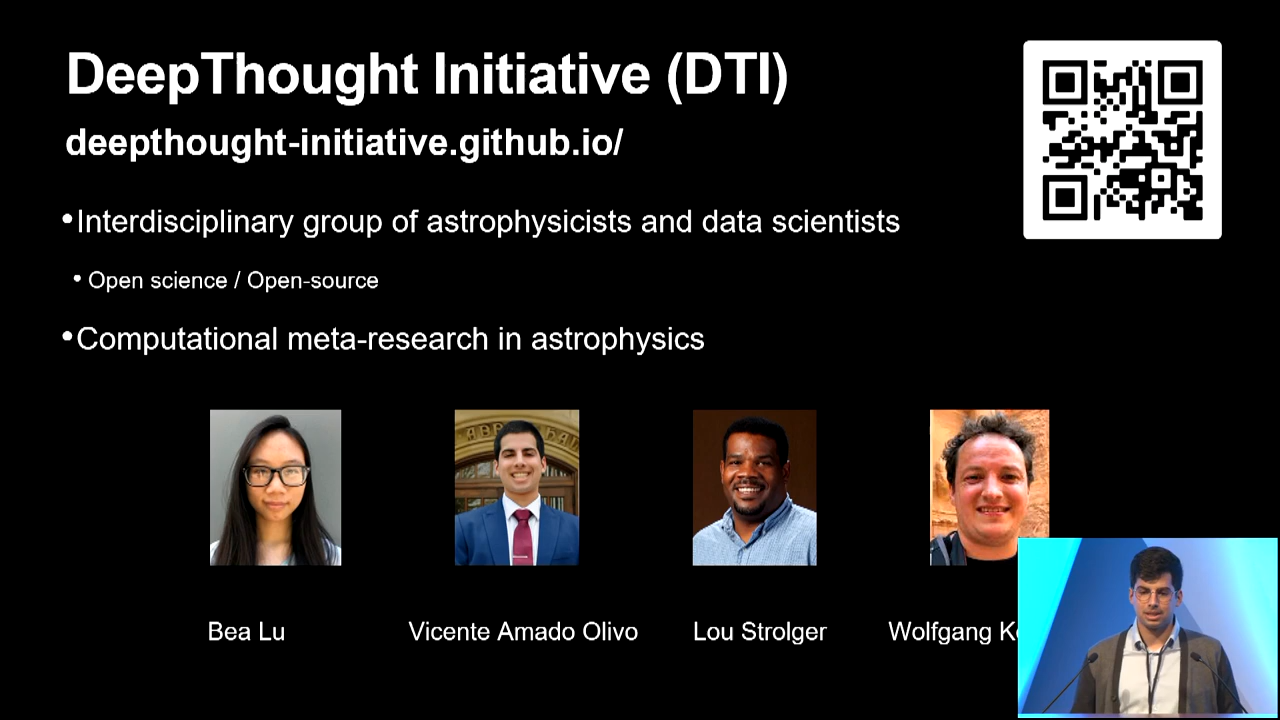 DeepThought Initiative (DTI)
deepthought-initiative.github.io/
•Interdisciplinary group of astrophysicists and data scientists
• Open science / Open-source
•Computational meta-research in astrophysics
Bea Lu
Vicente Amado Olivo
Lou Strolger
Wolfgang